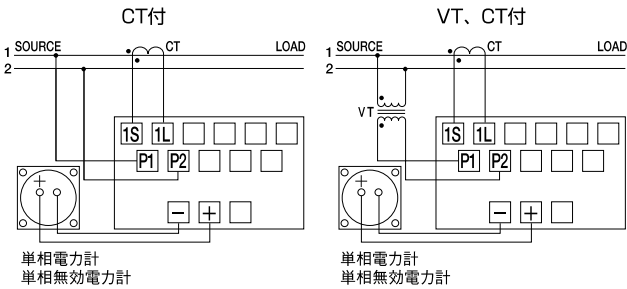 CT付
1 SOURCE CT LOAD
2
1S 1L
P1 P2
+
− +
単相電力計
単相無効電力計
VT、CT付
1 SOURCE CT LOAD
2
VT
1S 1L
P1 P2
+
− +
単相電力計
単相無効電力計